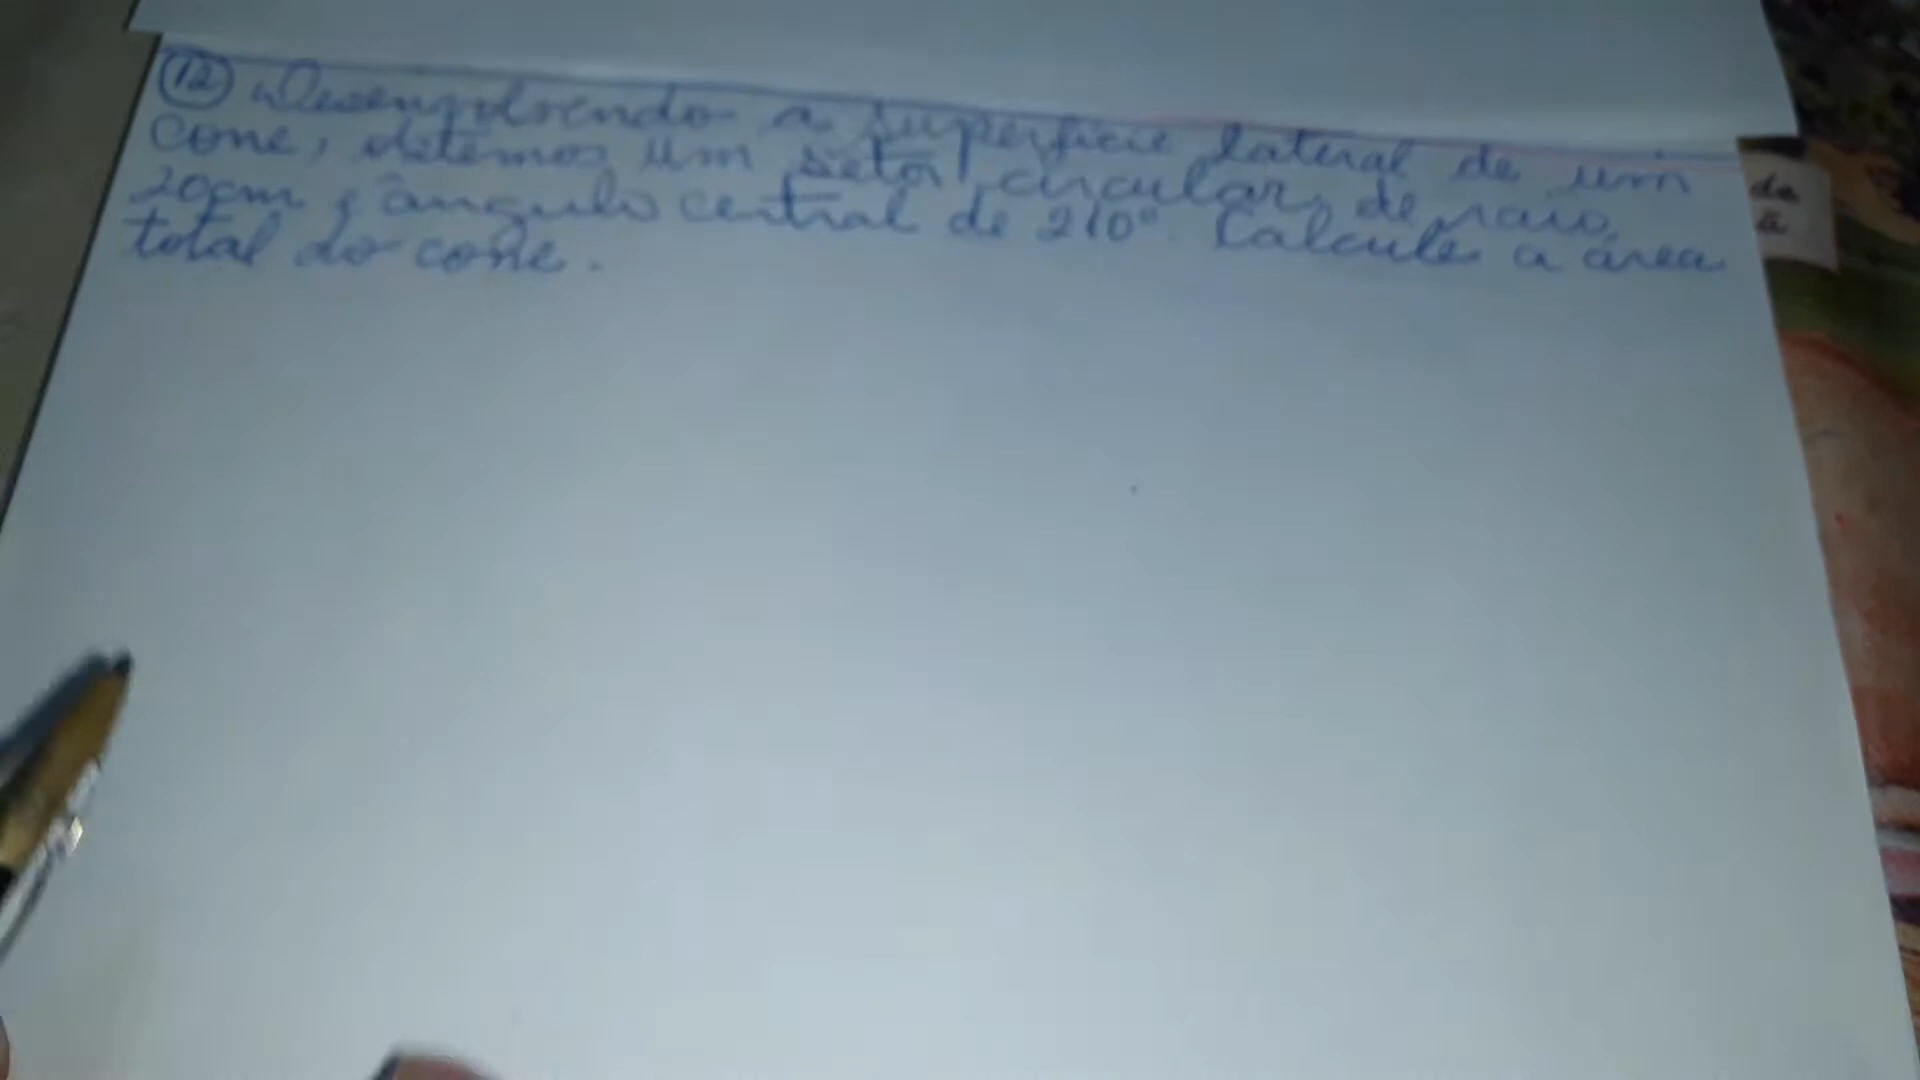 12 Desenvolvendo a superfície lateral de um
cone, obtemos um setor circular, de raio
20cm e ângulo central de 210°. Calcule a área
total do cone.
da
a